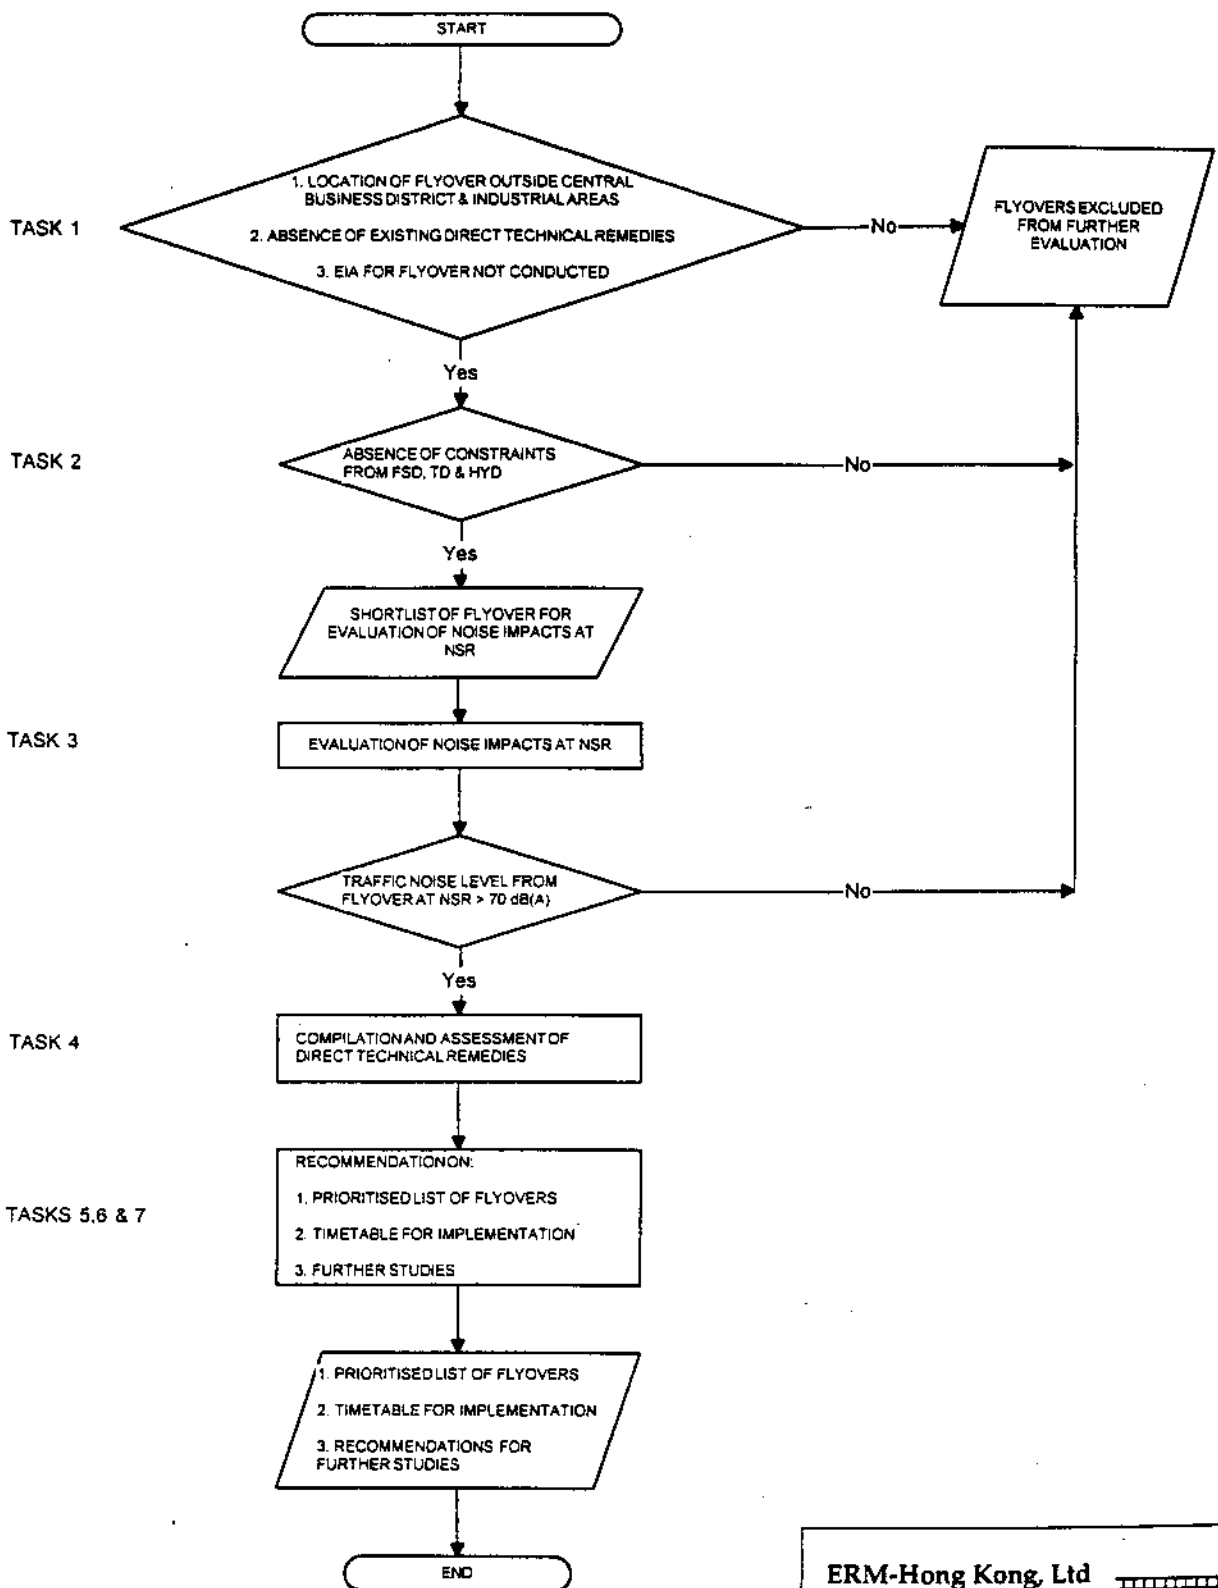 START
1. LOCATION OF FLYOVER OUTSIDE CENTRAL
BUSINESS DISTRICT & INDUSTRIAL AREAS
2. ABSENCE OF EXISTING DIRECT TECHNICAL REMEDIES
3. EIA FOR FLYOVER NOT CONDUCTED
TASK 1
No
FLYOVERS EXCLUDED
FROM FURTHER
EVALUATION
Yes
TASK 2
ABSENCE OF CONSTRAINTS
FROM FSD, TD & HYD
No
Yes
SHORTLIST OF FLYOVER FOR
EVALUATION OF NOISE IMPACTS AT
NSR
TASK 3
EVALUATION OF NOISE IMPACTS AT NSR
TRAFFIC NOISE LEVEL FROM
FLYOVER AT NSR > 70 dB(A)
No
Yes
TASK 4
COMPILATION AND ASSESSMENT OF
DIRECT TECHNICAL REMEDIES
TASKS 5,6 & 7
RECOMMENDATION ON:
1. PRIORITISED LIST OF FLYOVERS
2. TIMETABLE FOR IMPLEMENTATION
3. FURTHER STUDIES
1. PRIORITISED LIST OF FLYOVERS
2. TIMETABLE FOR IMPLEMENTATION
3. RECOMMENDATIONS FOR
FURTHER STUDIES
END
ERM-Hong Kong, Ltd